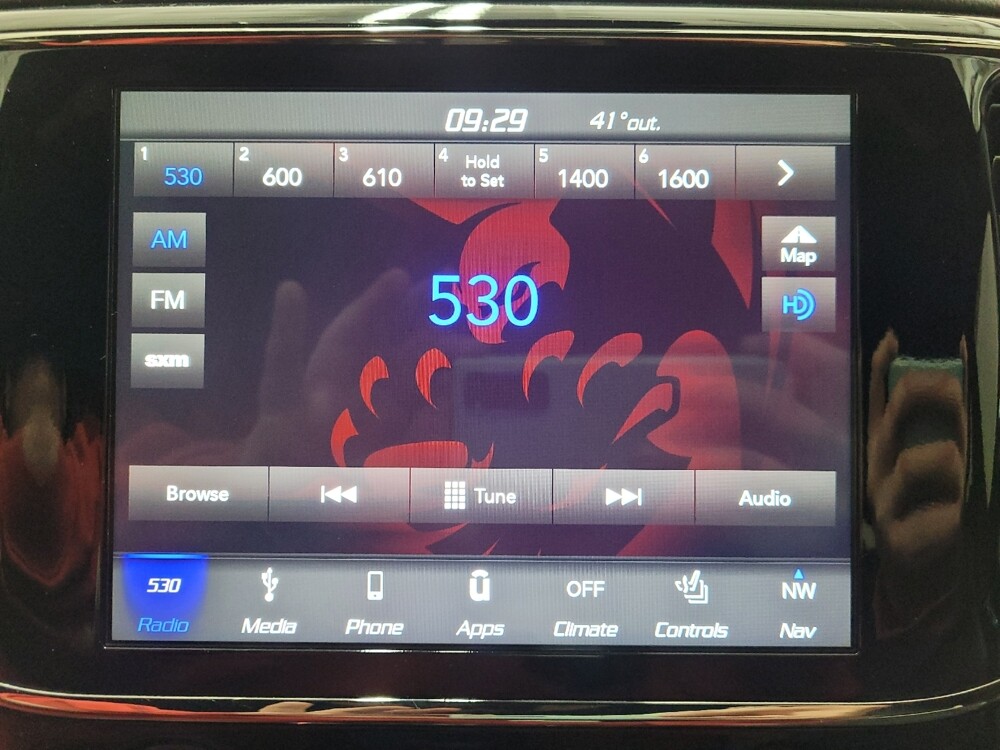 09:29 41°out.
1 530 2 600 3 610 4 Hold to Set 5 1400 6 1600
AM
Map
530
FM
HD
sxm
Browse Tune Audio
530 OFF NW
Radio Media Phone Apps Climate Controls Nav